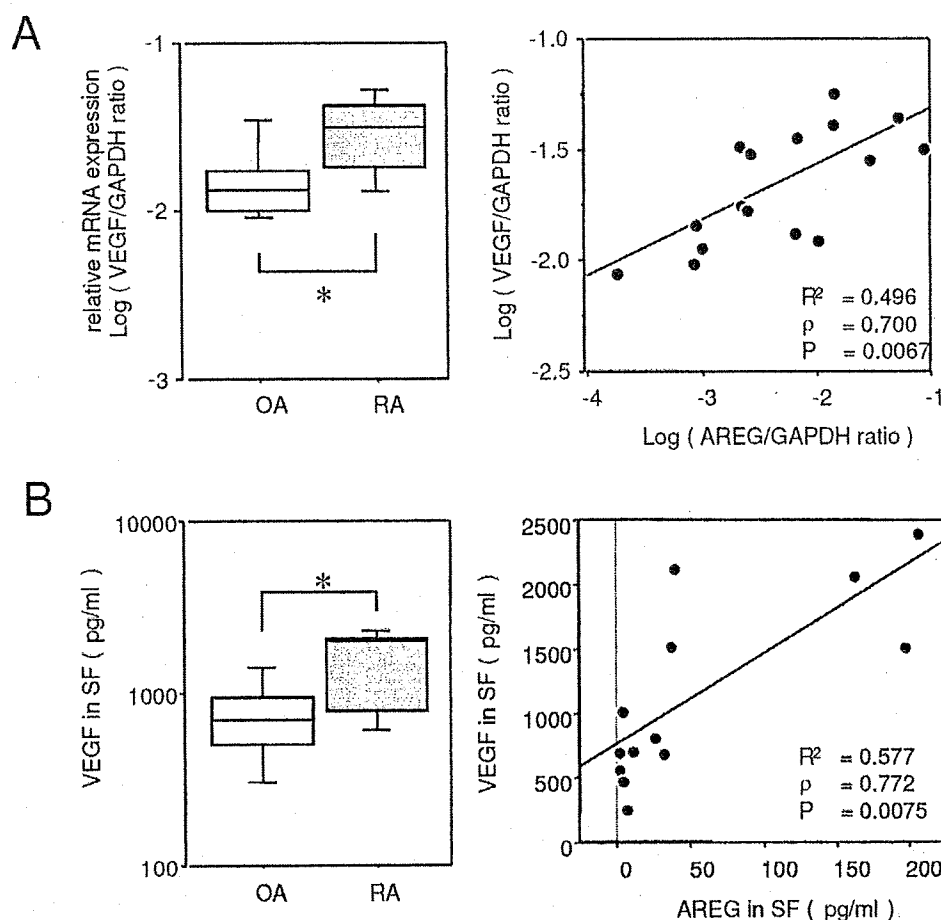 A
relative mRNA expression
Log ( VEGF/GAPDH ratio )
-1
-2
-3
*
OA
RA
Log ( VEGF/GAPDH ratio )
-1.0
-1.5
-2.0
-2.5
R² = 0.496
ρ = 0.700
P = 0.0067
-4
-3
-2
-1
Log ( AREG/GAPDH ratio )
B
VEGF in SF ( pg/ml )
10000
1000
100
*
OA
RA
VEGF in SF ( pg/ml )
2500
2000
1500
1000
500
0
R² = 0.577
ρ = 0.772
P = 0.0075
0
50
100
150
200
AREG in SF ( pg/ml )